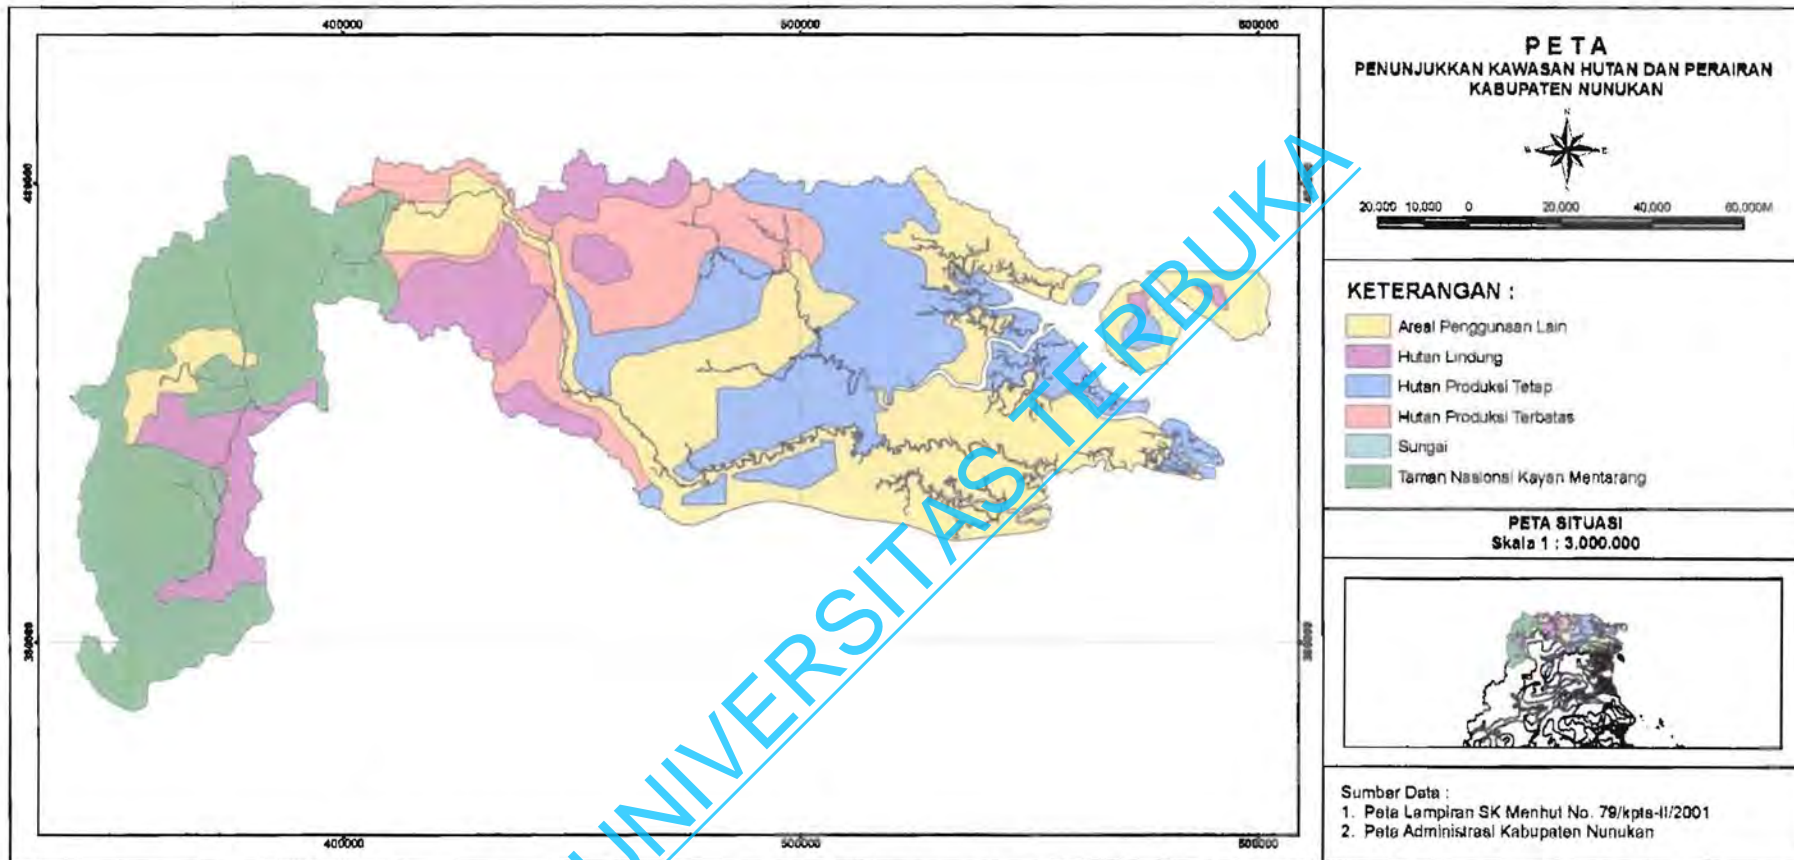 400000
500000
600000
PETA
PENUNJUKKAN KAWASAN HUTAN DAN PERAIRAN
KABUPATEN NUNUKAN
N
20,000 10,000 0 20,000 40,000 60,000M
KETERANGAN :
Areal Penggunaan Lain
Hutan Lindung
Hutan Produksi Tetap
Hutan Produksi Terbatas
Sungai
Taman Nasional Kayan Mentarang
PETA SITUASI
Skala 1 : 3.000.000
Sumber Data :
1. Peta Lampiran SK Menhut No. 79/kpts-II/2001
2. Peta Administrasi Kabupaten Nunukan
400000
500000
600000
UNIVERSITAS TERBUKA